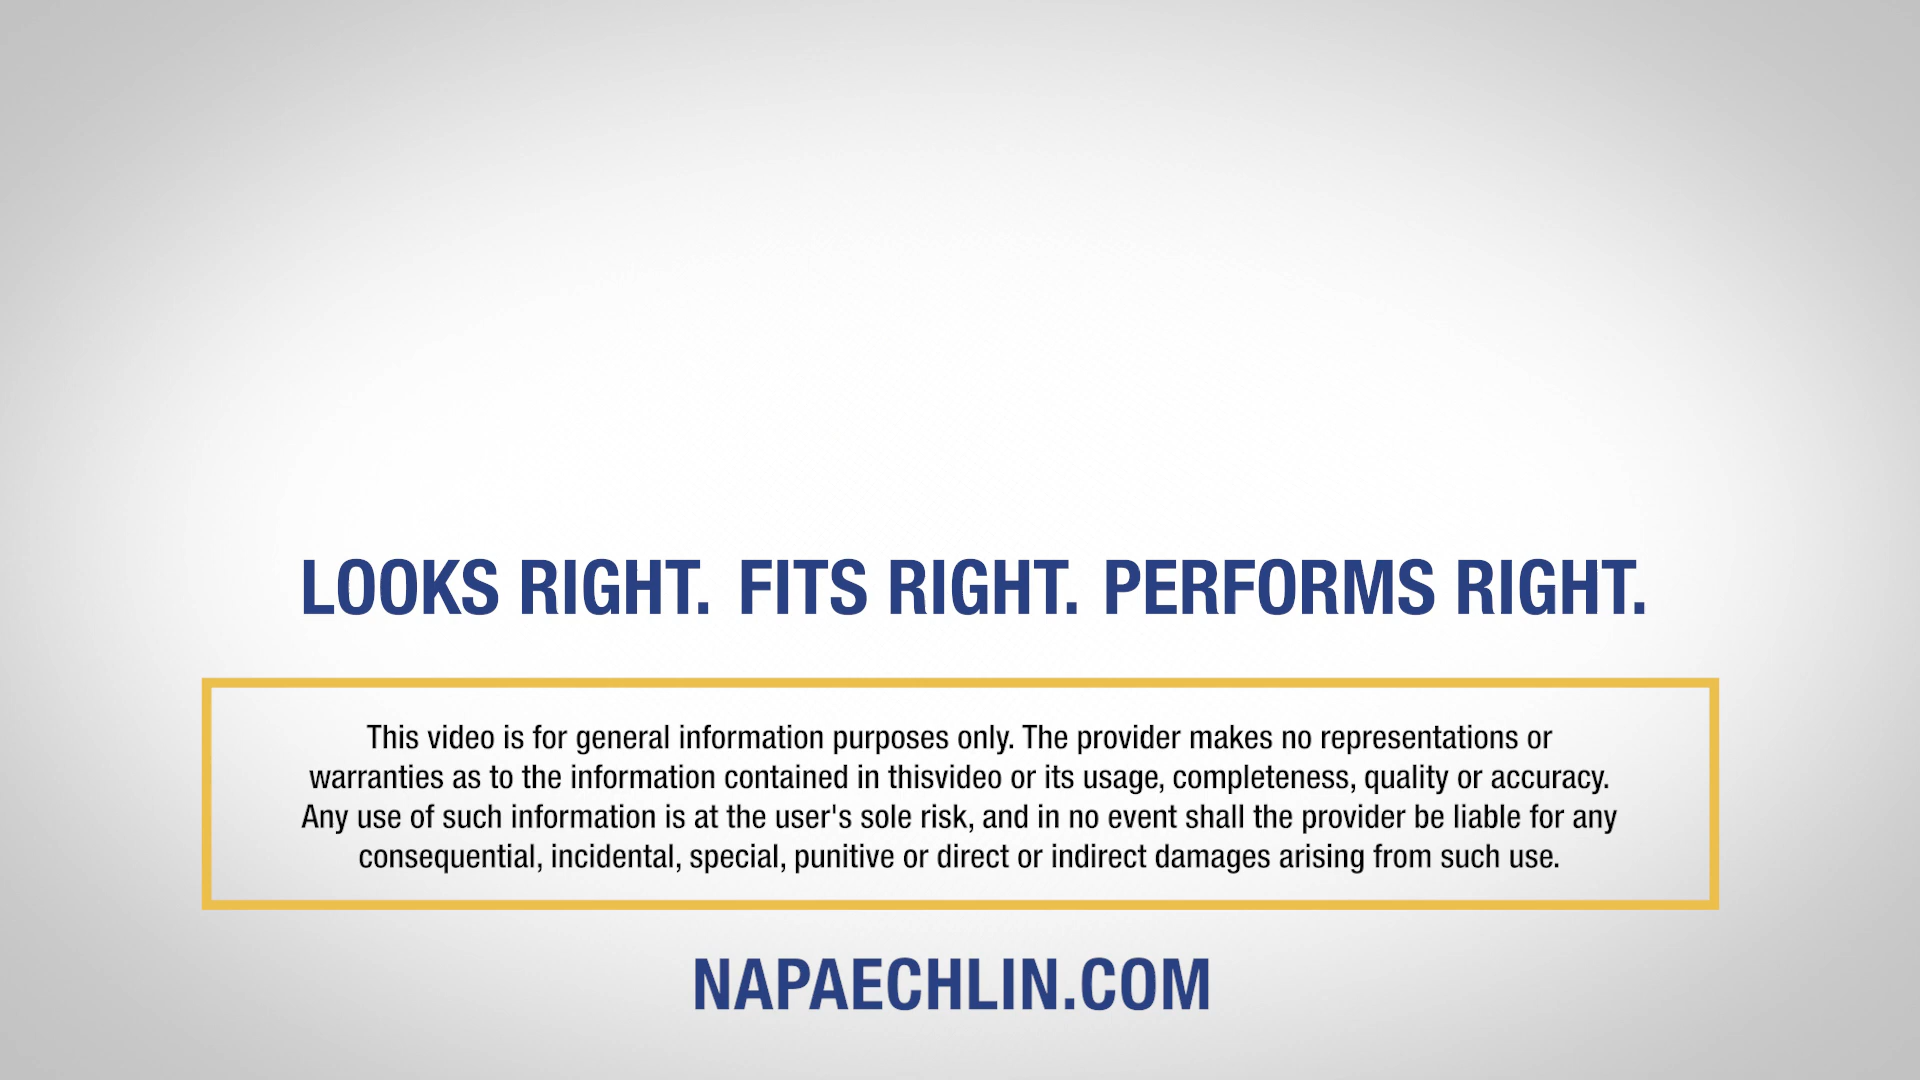 LOOKS RIGHT. FITS RIGHT. PERFORMS RIGHT.
This video is for general information purposes only. The provider makes no representations or
warranties as to the information contained in thisvideo or its usage, completeness, quality or accuracy.
Any use of such information is at the user's sole risk, and in no event shall the provider be liable for any
consequential, incidental, special, punitive or direct or indirect damages arising from such use.
NAPAECHLIN.COM